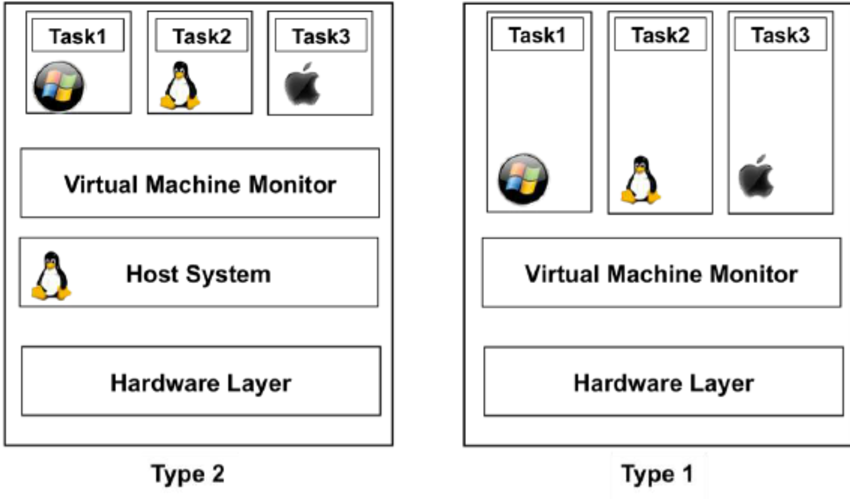 Task1
Task2
Task3
Virtual Machine Monitor
Host System
Hardware Layer
Type 2
Task1
Task2
Task3
Virtual Machine Monitor
Hardware Layer
Type 1